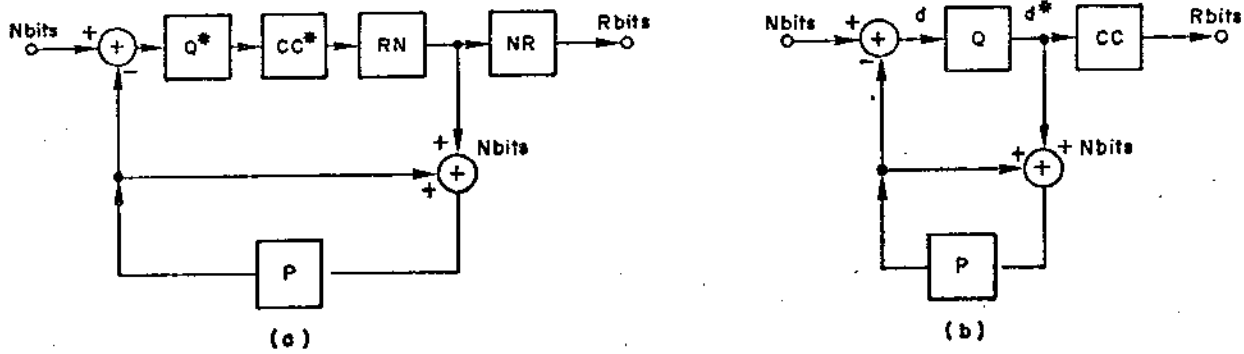 Nbits + + - Q* CC* RN NR Rbits
+ + + Nbits
P
(a)
Nbits + + - d Q d* CC Rbits
+ + + Nbits
P
(b)